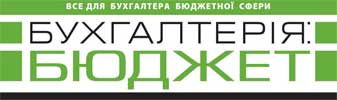 ВСЕ ДЛЯ БУХГАЛТЕРА БЮДЖЕТНОЇ СФЕРИ
БУХГАЛТЕРІЯ:
БЮДЖЕТ